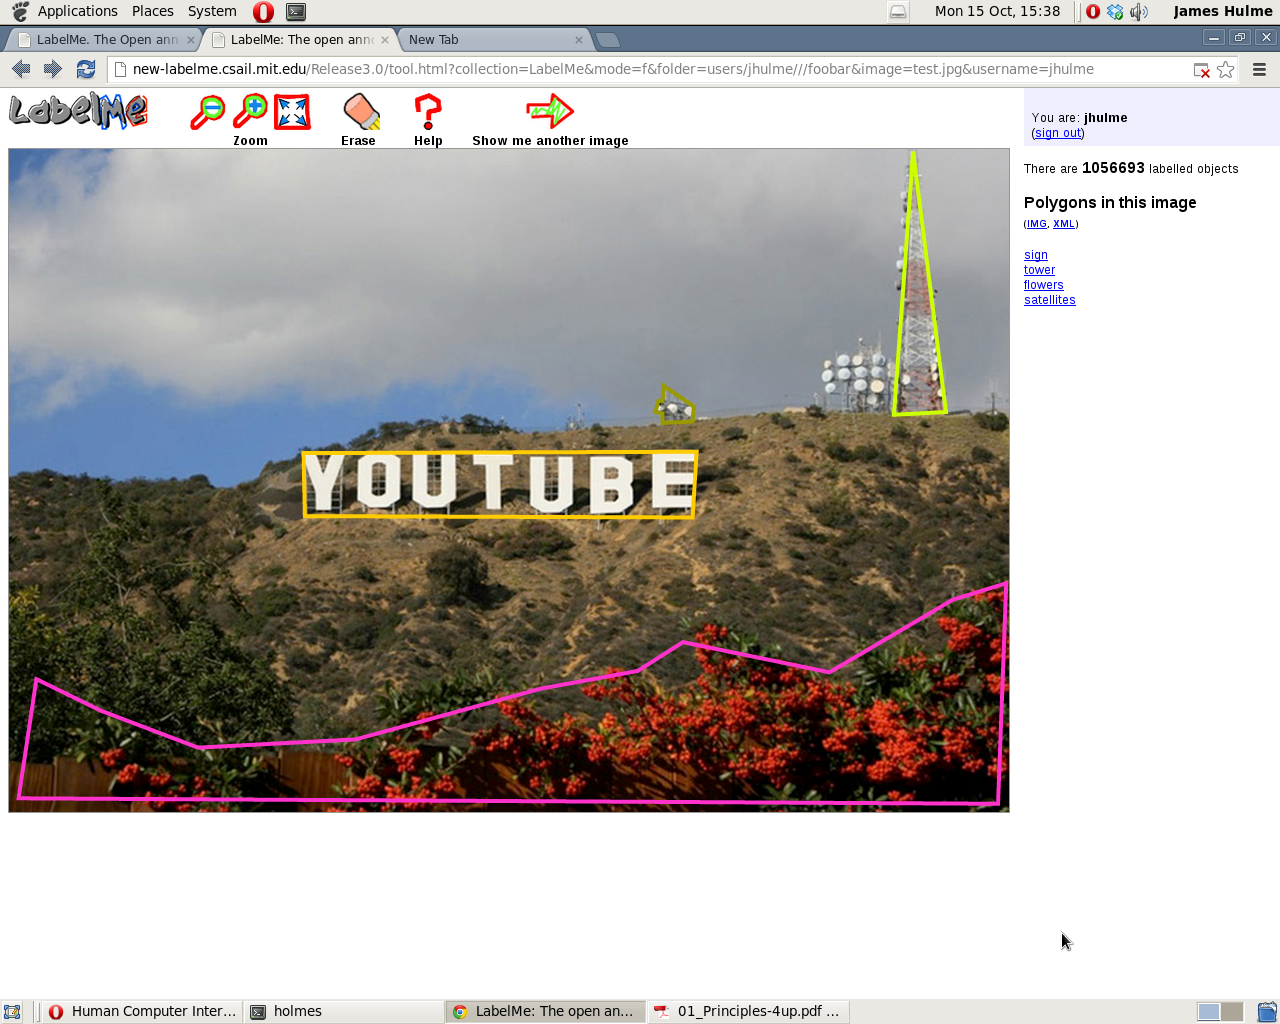 Applications Places System Mon 15 Oct, 15:38 James Hulme
LabelMe. The Open ann LabelMe: The open anno New Tab
new-labelme.csail.mit.edu/Release3.0/tool.html?collection=LabelMe&mode=f&folder=users/jhulme///foobar&image=test.jpg&username=jhulme
LabelMe
Zoom Erase Help Show me another image
You are: jhulme
(sign out)
There are 1056693 labelled objects
Polygons in this image
(IMG, XML)
sign
tower
flowers
satellites
YOUTUBE
Human Computer Inter... holmes LabelMe: The open an... 01_Principles-4up.pdf ...